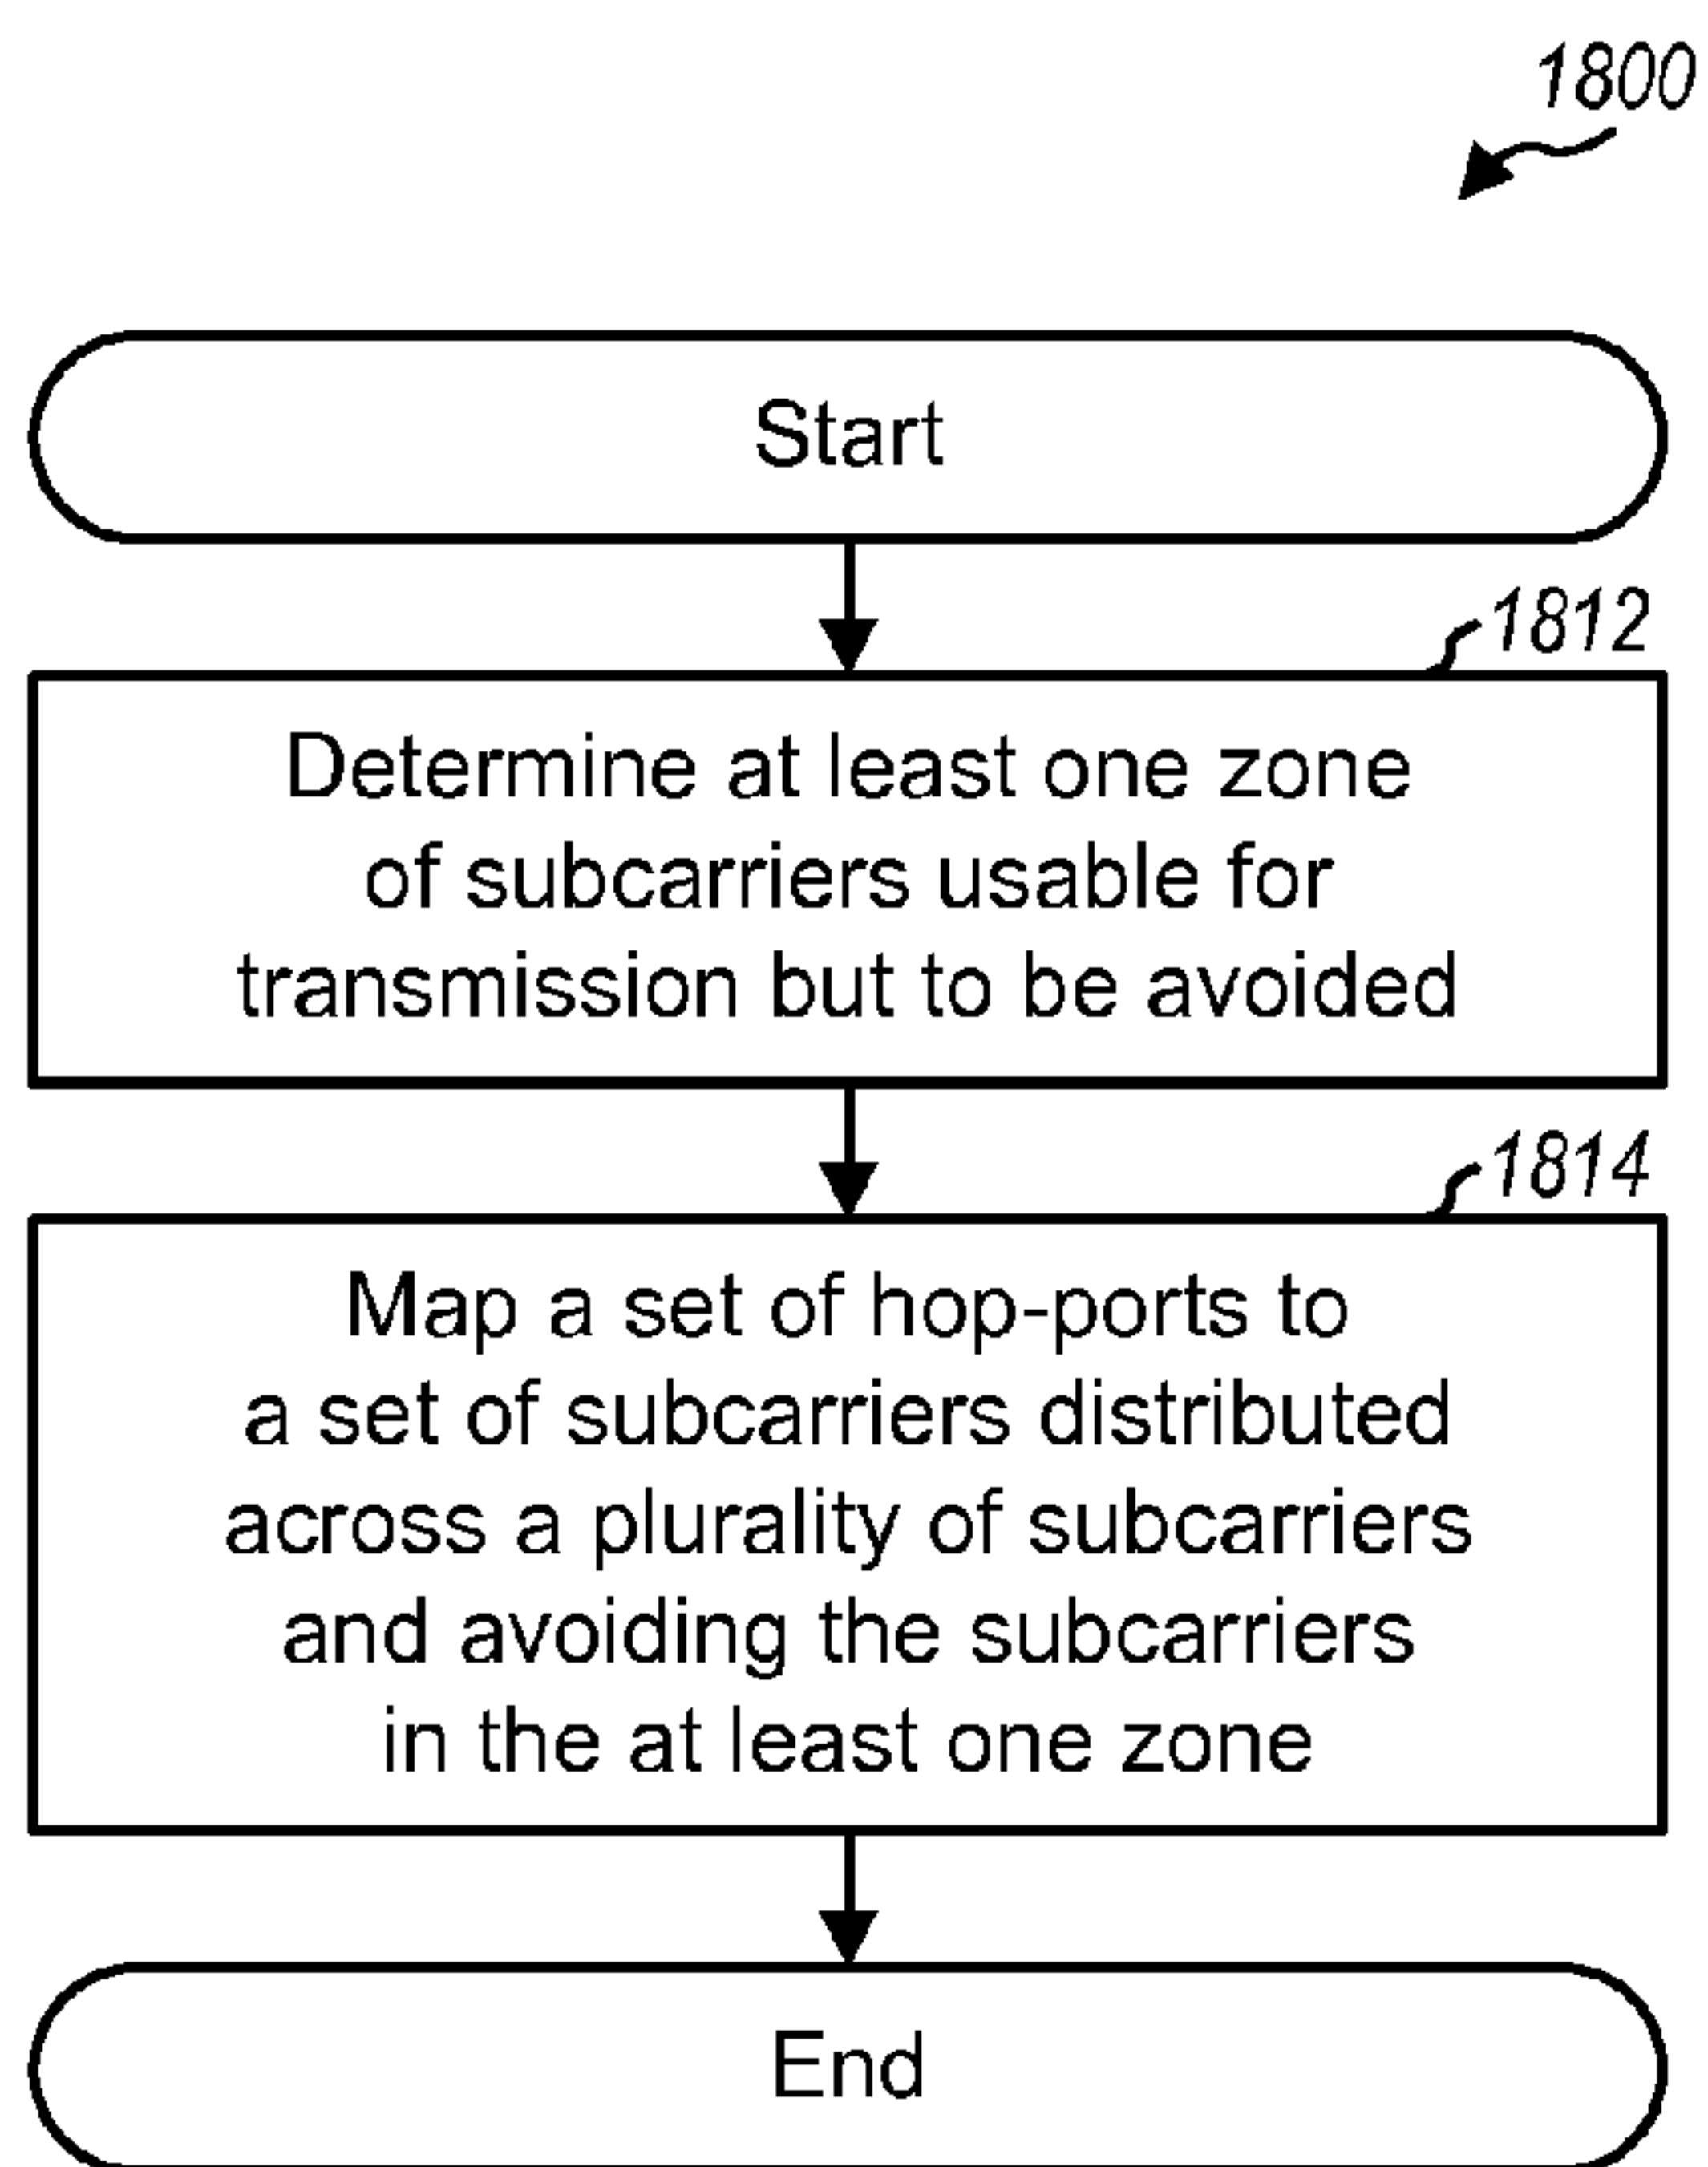 1800
Start
1812
Determine at least one zone
of subcarriers usable for
transmission but to be avoided
1814
Map a set of hop-ports to
a set of subcarriers distributed
across a plurality of subcarriers
and avoiding the subcarriers
in the at least one zone
End